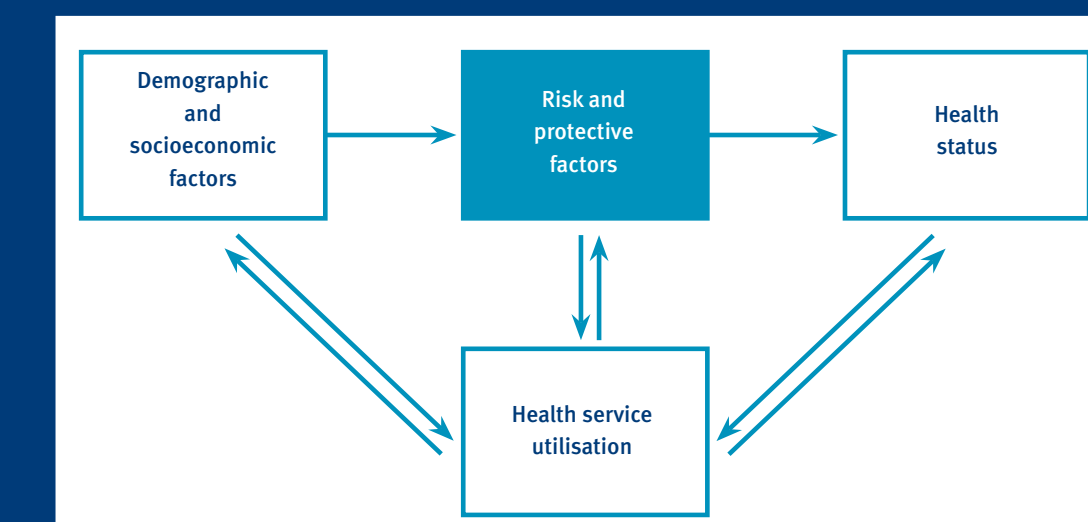 Demographic
and
socioeconomic
factors
Risk and
protective
factors
Health
status
Health service
utilisation